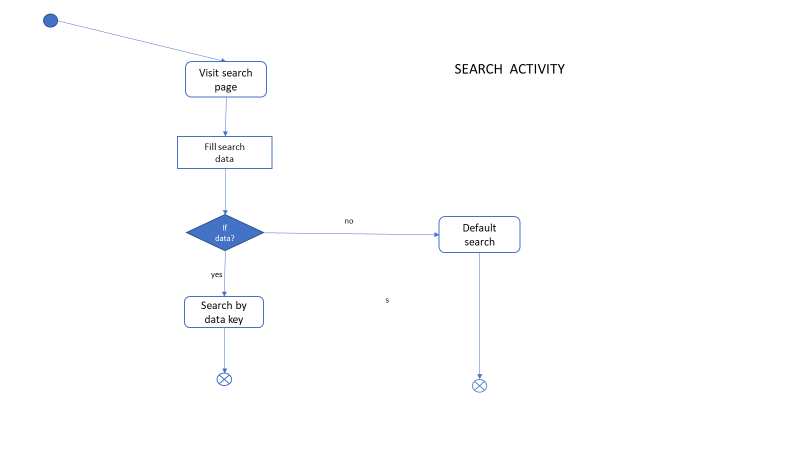 SEARCH ACTIVITY
Visit search
page
Fill search
data
If
data?
no
Default
search
yes
Search by
data key
s